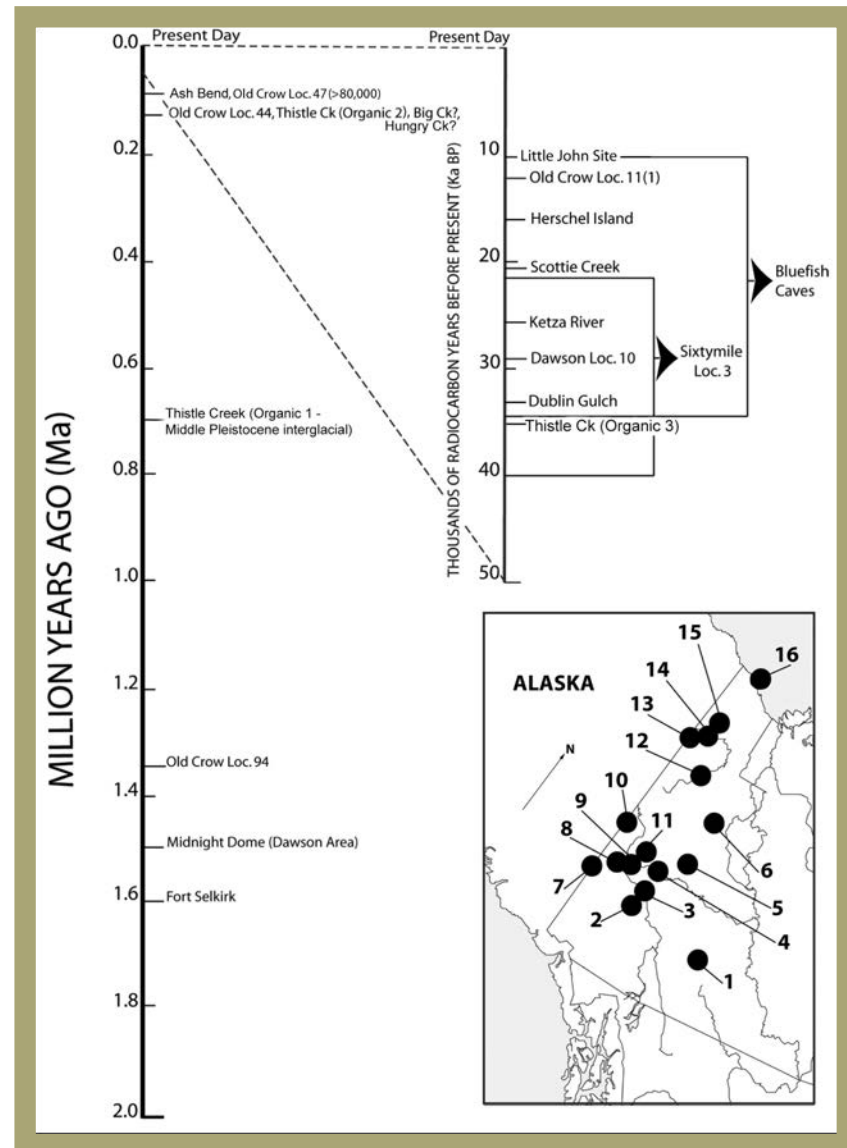 Present Day
0.0
Ash Bend, Old Crow Loc. 47 (>80,000)
Old Crow Loc. 44, Thistle Ck (Organic 2), Big Ck?,
Hungry Ck?
0.2
0.4
0.6
Thistle Creek (Organic 1 -
Middle Pleistocene interglacial)
0.8
1.0
1.2
Old Crow Loc. 94
1.4
Midnight Dome (Dawson Area)
1.6
Fort Selkirk
1.8
2.0
MILLION YEARS AGO (Ma)
Present Day
THOUSANDS OF RADIOCARBON YEARS BEFORE PRESENT (Ka BP)
10
Little John Site
Old Crow Loc. 11(1)
Herschel Island
20
Scottie Creek
Ketza River
30
Dawson Loc. 10
Dublin Gulch
Thistle Ck (Organic 3)
40
50
Sixtymile
Loc. 3
Bluefish
Caves
ALASKA
N
15
16
14
13
12
10
9
11
8
6
7
5
2
3
4
1